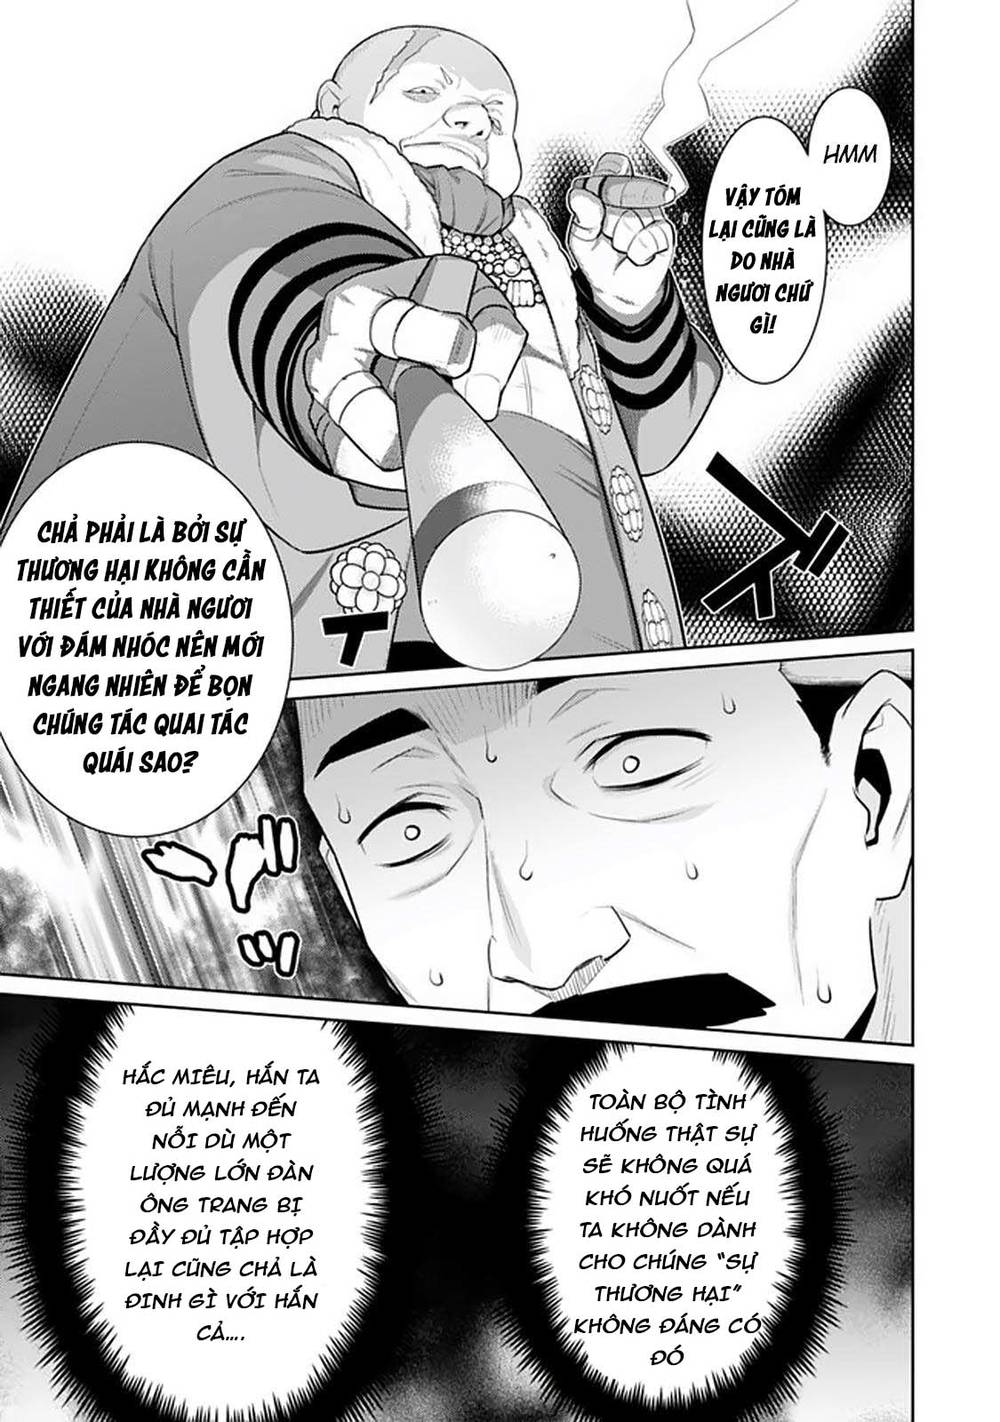 HMM
VẬY TÓM
LẠI CŨNG LÀ
DO NHÀ
NGƯƠI CHỨ
GÌ!
CHẢ PHẢI LÀ BỞI SỰ
THƯƠNG HẠI KHÔNG CẦN
THIẾT CỦA NHÀ NGƯƠI
VỚI ĐÁM NHÓC NÊN MỚI
NGANG NHIÊN ĐỂ BỌN
CHÚNG TÁC QUAI TÁC
QUÁI SAO?
TOÀN BỘ TÌNH
HUỐNG THẬT SỰ
SẼ KHÔNG QUÁ
KHÓ NUỐT NẾU
TA KHÔNG DÀNH
CHO CHÚNG “SỰ
THƯƠNG HẠI”
KHÔNG ĐÁNG CÓ
ĐÓ
HẮC MIÊU, HẮN TA
ĐỦ MẠNH ĐẾN
NỖI DÙ MỘT
LƯỢNG LỚN ĐÀN
ÔNG TRANG BỊ
ĐẦY ĐỦ TẬP HỢP
LẠI CŨNG CHẢ LÀ
ĐINH GÌ VỚI HẮN
CẢ....